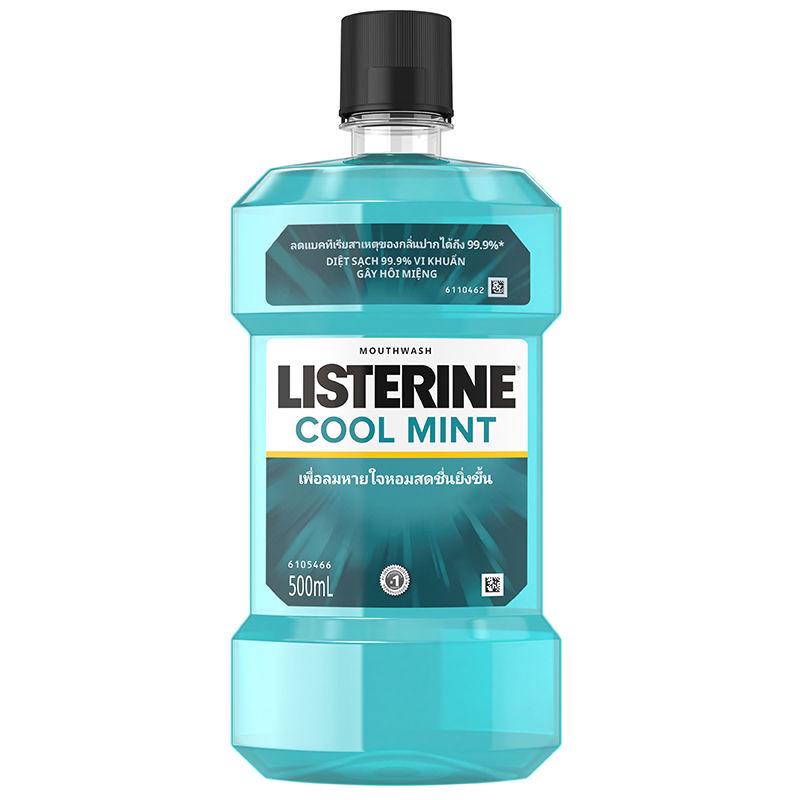 ลดแบคทีเรียสาเหตุของกลิ่นปากได้ถึง 99.9%*
DIỆT SẠCH 99.9% VI KHUẨN
GÂY HÔI MIỆNG
6110462
MOUTHWASH
LISTERINE®
COOL MINT
เพื่อลมหายใจหอมสดชื่นยิ่งขึ้น
6105466
500mL
#1